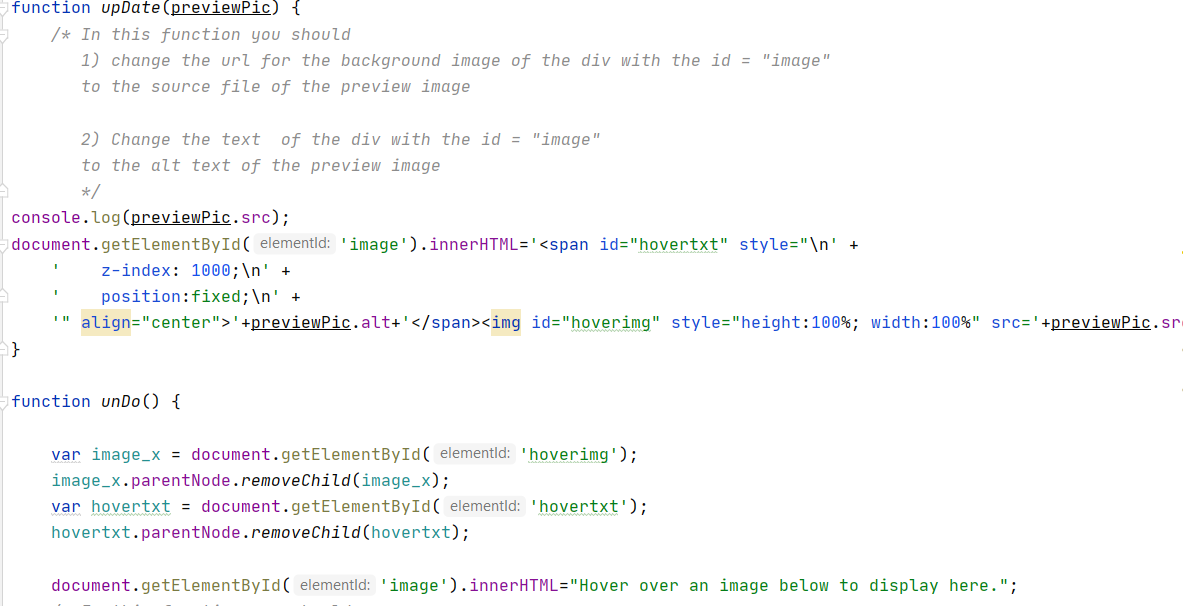 function upDate(previewPic) {
/* In this function you should
1) change the url for the background image of the div with the id = "image"
to the source file of the preview image
2) Change the text  of the div with the id = "image"
to the alt text of the preview image
*/
console.log(previewPic.src);
document.getElementById( elementId: 'image').innerHTML='<span id="hovertxt" style="\n' +
'    z-index: 1000;\n' +
'    position:fixed;\n' +
'" align="center">'+previewPic.alt+'</span><img id="hoverimg" style="height:100%; width:100%" src='+previewPic.sr
}
function unDo() {
var image_x = document.getElementById( elementId: 'hoverimg');
image_x.parentNode.removeChild(image_x);
var hovertxt = document.getElementById( elementId: 'hovertxt');
hovertxt.parentNode.removeChild(hovertxt);
document.getElementById( elementId: 'image').innerHTML="Hover over an image below to display here.";